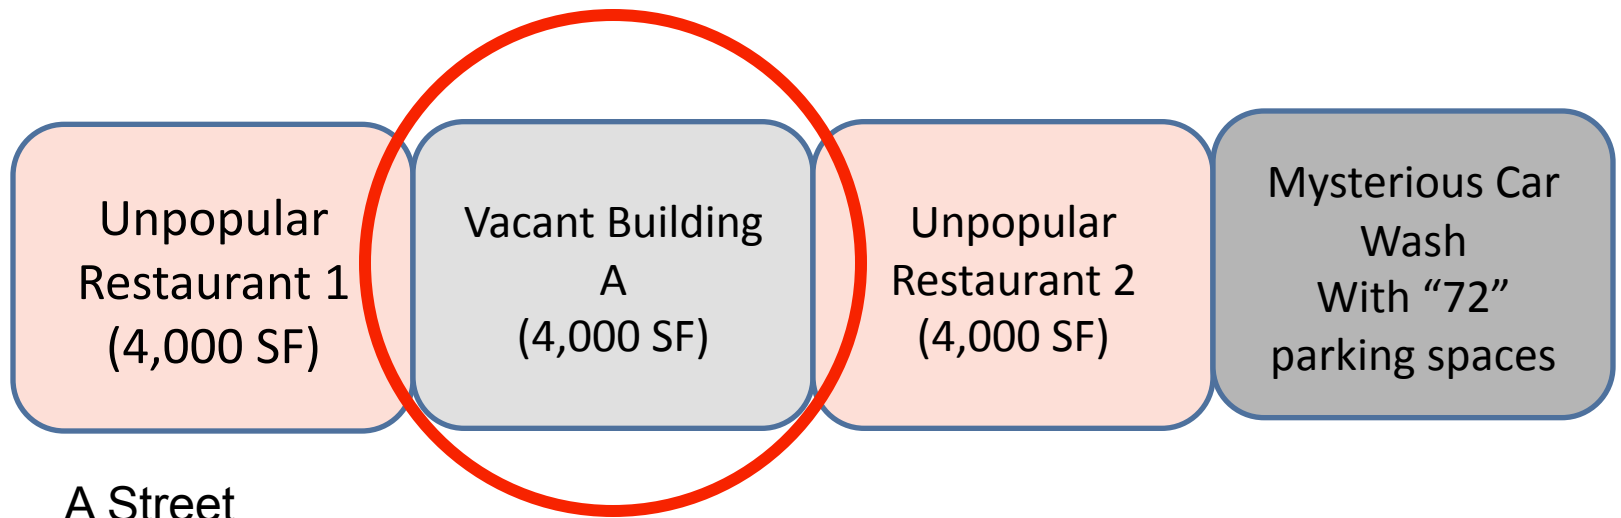 Unpopular
Restaurant 1
(4,000 SF)
Vacant Building
A
(4,000 SF)
Unpopular
Restaurant 2
(4,000 SF)
Mysterious Car
Wash
With “72”
parking spaces
A Street